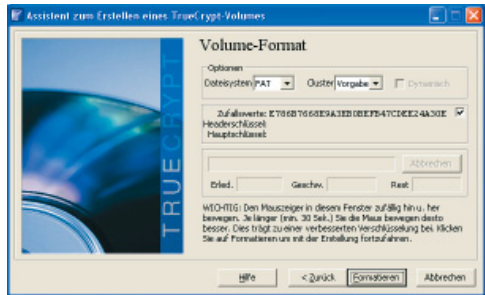 Assistent zum Erstellen eines TrueCrypt-Volumes
TRUECRYPT
Volume-Format
Optionen
Dateisystem FAT Cluster Vorgabe Dynamisch
Zufallswerte: E786B7668E9A3EB0BEFB47CDEE24A30E
Headerschlüssel:
Hauptschlüssel:
Abbrechen
Erled. Geschw. Rest
WICHTIG: Den Mauszeiger in diesem Fenster zufällig hin u. her
bewegen. Je länger (min. 30 Sek.) Sie die Maus bewegen desto
besser. Dies trägt zu einer verbesserten Verschlüsselung bei. Klicken
Sie auf Formatieren um mit der Erstellung fortzufahren.
Hilfe < Zurück Formatieren Abbrechen